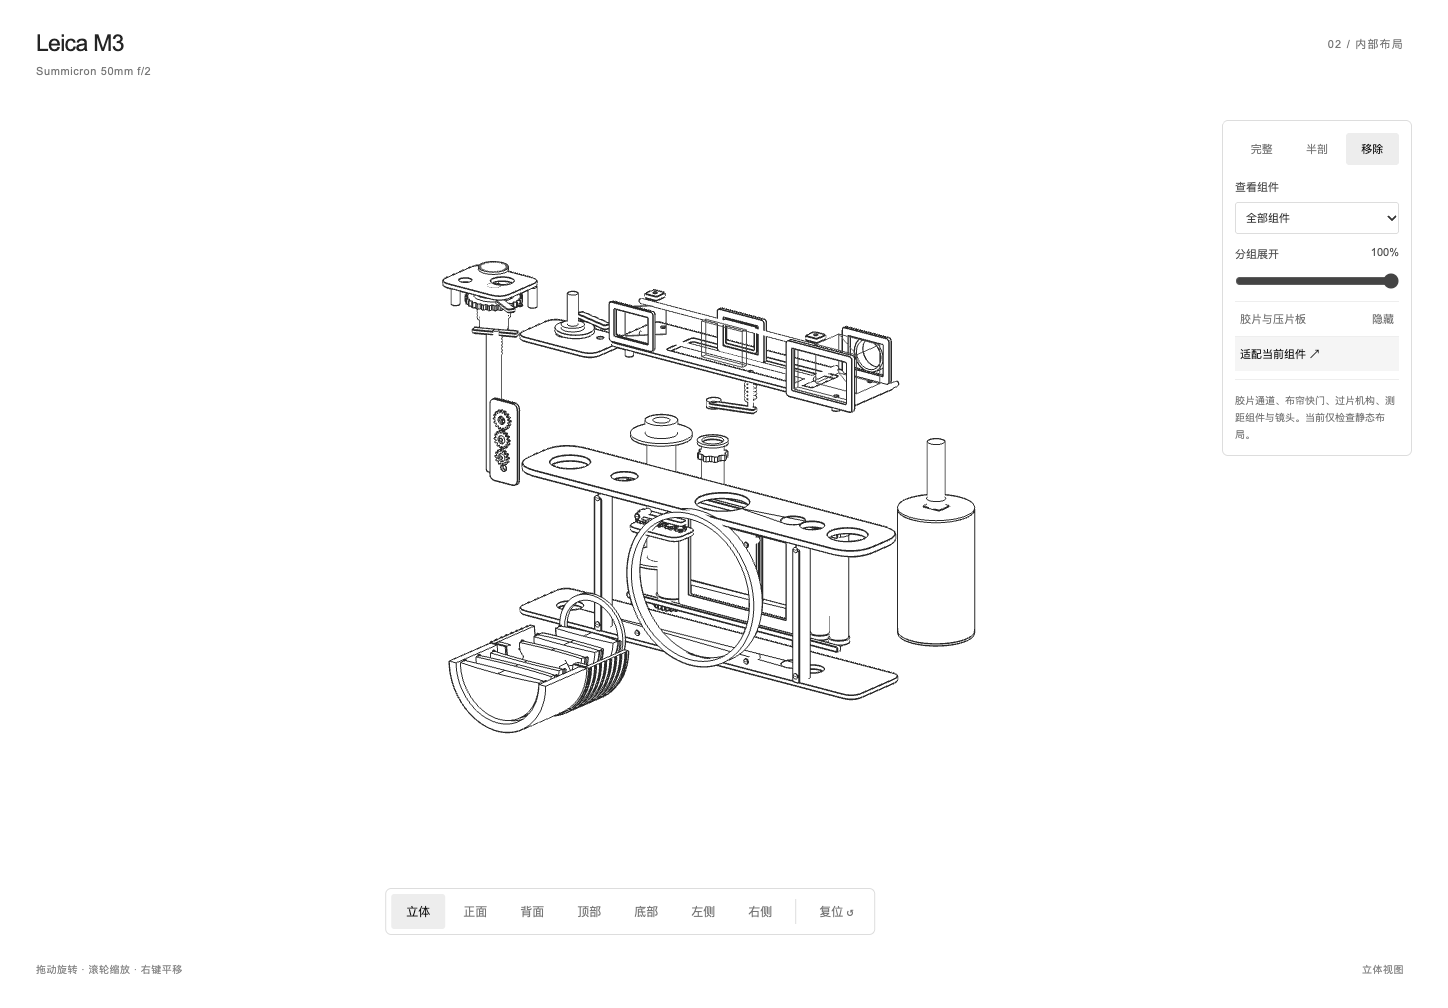 Leica M3
Summicron 50mm f/2
02 / 内部布局
完整 半剖 移除
查看组件
全部组件
分组展开 100%
胶片与压片板 隐藏
适配当前组件 ↗
胶片通道、布帘快门、过片机构、测
距组件与镜头。当前仅检查静态布
局。
立体 正面 背面 顶部 底部 左侧 右侧 复位 ↺
拖动旋转 · 滚轮缩放 · 右键平移
立体视图